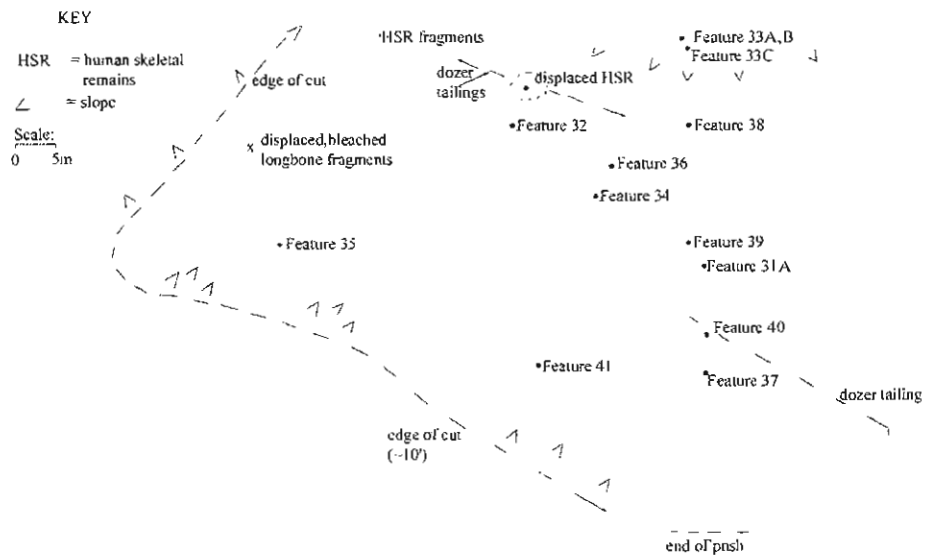 KEY
HSR = human skeletal
remains
∠ = slope
Scale:
0 5m
HSR fragments
dozer
tailings
displaced HSR
Feature 33A,B
Feature 33C
edge of cut
displaced, bleached
longbone fragments
Feature 32
Feature 38
Feature 36
Feature 34
Feature 35
Feature 39
Feature 31A
Feature 40
Feature 41
Feature 37
dozer tailing
edge of cut
(~10')
end of push